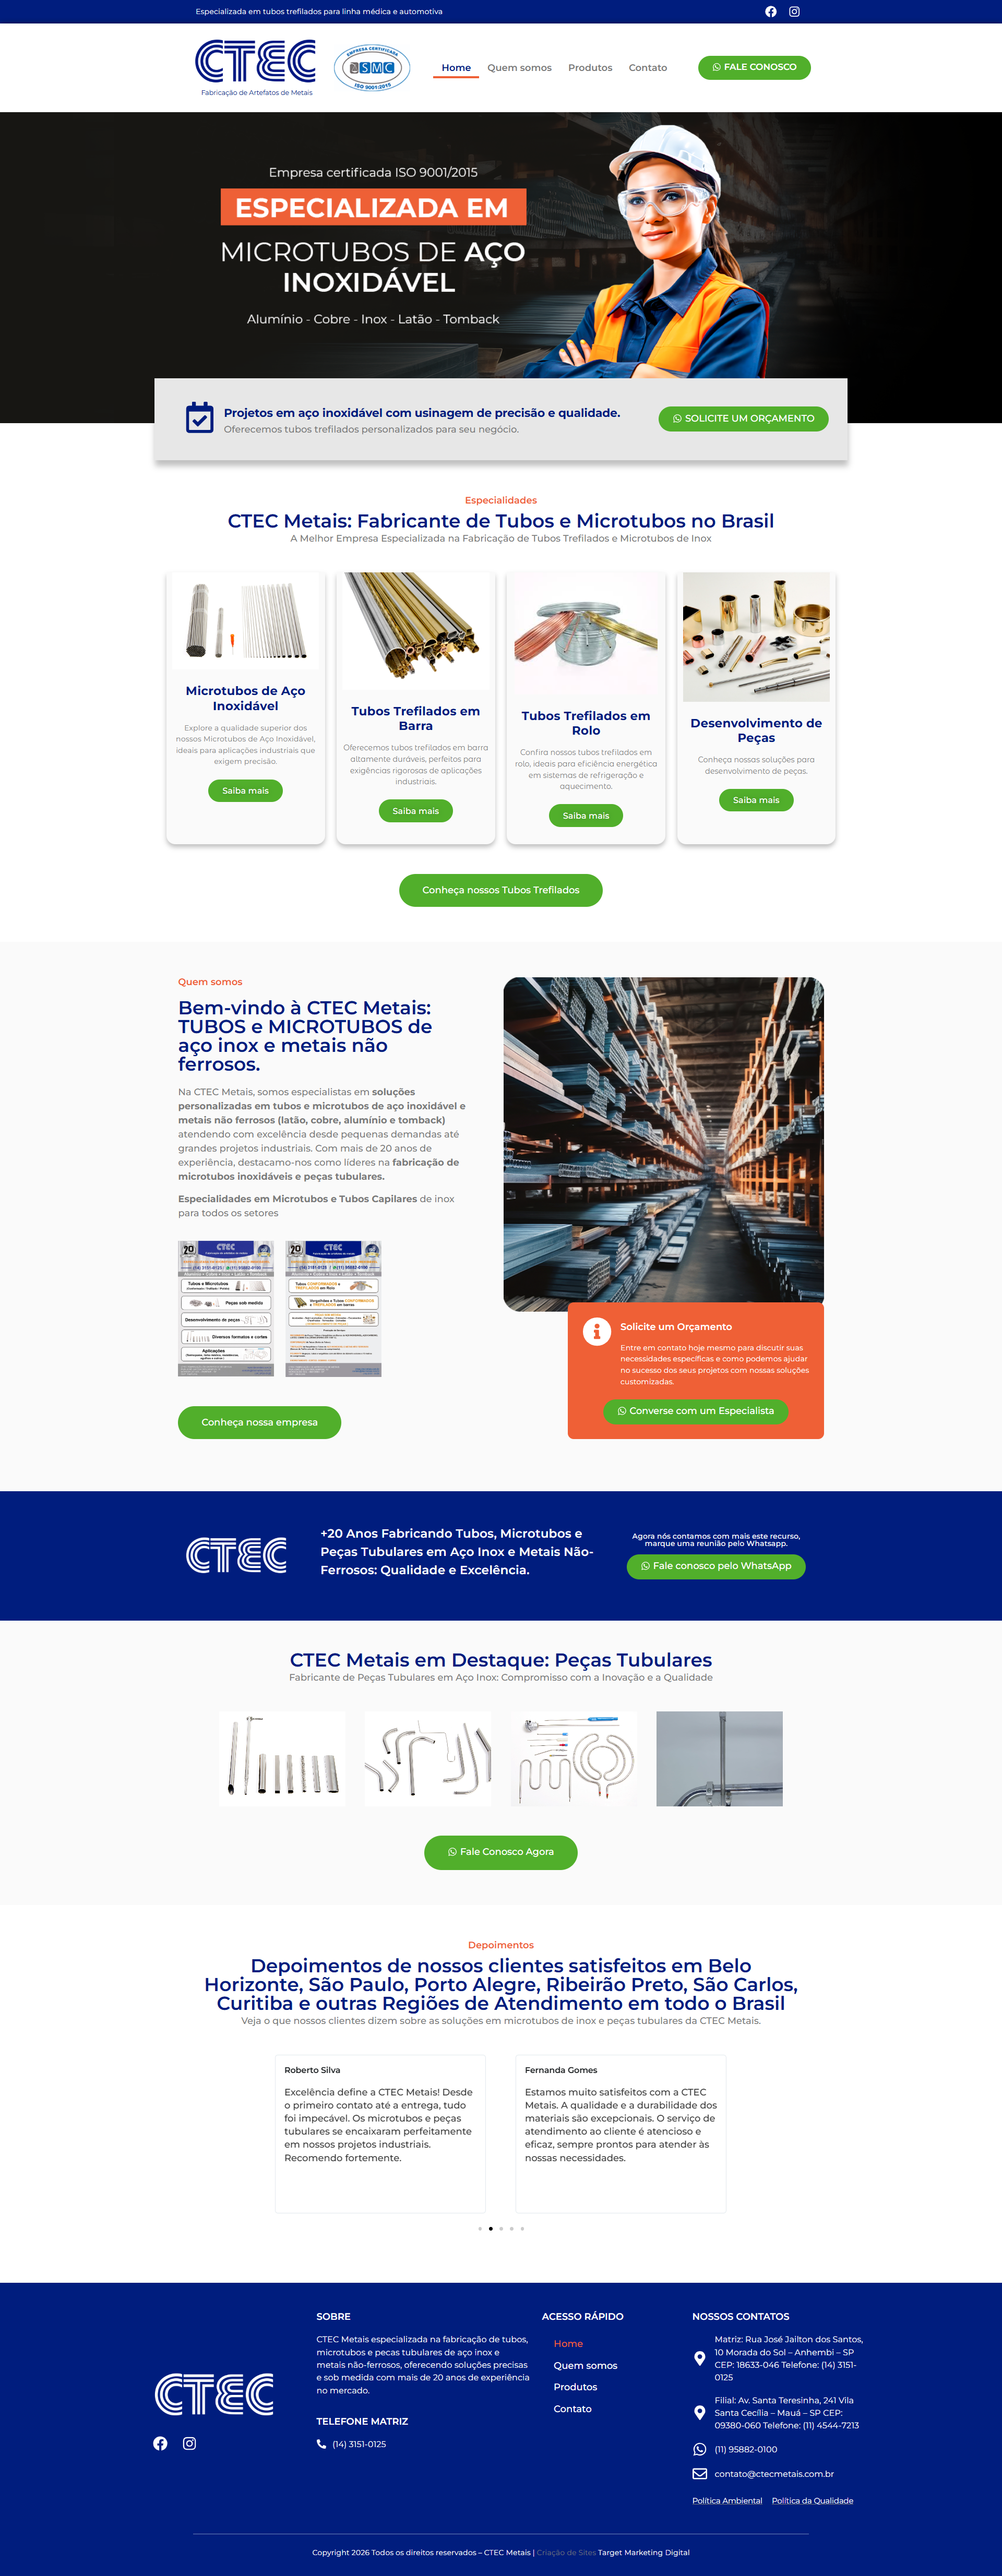 Especializada em tubos trefilados para linha médica e automotiva
CTEC
Fabricação de Artefatos de Metais
EMPRESA CERTIFICADA
SMC
ISO 9001:2015
Home
Quem somos
Produtos
Contato
FALE CONOSCO
Empresa certificada ISO 9001/2015
ESPECIALIZADA EM
MICROTUBOS DE AÇO
INOXIDÁVEL
Alumínio - Cobre - Inox - Latão - Tomback
Projetos em aço inoxidável com usinagem de precisão e qualidade.
Oferecemos tubos trefilados personalizados para seu negócio.
SOLICITE UM ORÇAMENTO
Especialidades
CTEC Metais: Fabricante de Tubos e Microtubos no Brasil
A Melhor Empresa Especializada na Fabricação de Tubos Trefilados e Microtubos de Inox
Microtubos de Aço
Inoxidável
Explore a qualidade superior dos
nossos Microtubos de Aço Inoxidável,
ideais para aplicações industriais que
exigem precisão.
Saiba mais
Tubos Trefilados em
Barra
Oferecemos tubos trefilados em barra
altamente duráveis, perfeitos para
exigências rigorosas de aplicações
industriais.
Saiba mais
Tubos Trefilados em
Rolo
Confira nossos tubos trefilados em
rolo, ideais para eficiência energética
em sistemas de refrigeração e
aquecimento.
Saiba mais
Desenvolvimento de
Peças
Conheça nossas soluções para
desenvolvimento de peças.
Saiba mais
Conheça nossos Tubos Trefilados
Quem somos
Bem-vindo à CTEC Metais:
TUBOS e MICROTUBOS de
aço inox e metais não
ferrosos.
Na CTEC Metais, somos especialistas em soluções
personalizadas em tubos e microtubos de aço inoxidável e
metais não ferrosos (latão, cobre, alumínio e tomback)
atendendo com excelência desde pequenas demandas até
grandes projetos industriais. Com mais de 20 anos de
experiência, destacamo-nos como líderes na fabricação de
microtubos inoxidáveis e peças tubulares.
Especialidades em Microtubos e Tubos Capilares de inox
para todos os setores
20
CTEC
Tubos e Microtubos
Peças sob medida
Desenvolvimento de peças
Diversos formatos e cortes
Aplicações
20
CTEC
Conheça nossa empresa
Solicite um Orçamento
Entre em contato hoje mesmo para discutir suas
necessidades específicas e como podemos ajudar
no sucesso dos seus projetos com nossas soluções
customizadas.
Converse com um Especialista
CTEC
+20 Anos Fabricando Tubos, Microtubos e
Peças Tubulares em Aço Inox e Metais Não-
Ferrosos: Qualidade e Excelência.
Agora nós contamos com mais este recurso,
marque uma reunião pelo Whatsapp.
Fale conosco pelo WhatsApp
CTEC Metais em Destaque: Peças Tubulares
Fabricante de Peças Tubulares em Aço Inox: Compromisso com a Inovação e a Qualidade
Fale Conosco Agora
Depoimentos
Depoimentos de nossos clientes satisfeitos em Belo
Horizonte, São Paulo, Porto Alegre, Ribeirão Preto, São Carlos,
Curitiba e outras Regiões de Atendimento em todo o Brasil
Veja o que nossos clientes dizem sobre as soluções em microtubos de inox e peças tubulares da CTEC Metais.
Roberto Silva
Excelência define a CTEC Metais! Desde
o primeiro contato até a entrega, tudo
foi impecável. Os microtubos e peças
tubulares se encaixaram perfeitamente
em nossos projetos industriais.
Recomendo fortemente.
Fernanda Gomes
Estamos muito satisfeitos com a CTEC
Metais. A qualidade e a durabilidade dos
materiais são excepcionais. O serviço de
atendimento ao cliente é atencioso e
eficaz, sempre prontos para atender às
nossas necessidades.
CTEC
SOBRE
CTEC Metais especializada na fabricação de tubos,
microtubos e pecas tubulares de aço inox e
metais não-ferrosos, oferecendo soluções precisas
e sob medida com mais de 20 anos de experiência
no mercado.
TELEFONE MATRIZ
(14) 3151-0125
ACESSO RÁPIDO
Home
Quem somos
Produtos
Contato
NOSSOS CONTATOS
Matriz: Rua José Jailton dos Santos,
10 Morada do Sol – Anhembi – SP
CEP: 18633-046 Telefone: (14) 3151-
0125
Filial: Av. Santa Teresinha, 241 Vila
Santa Cecília – Mauá – SP CEP:
09380-060 Telefone: (11) 4544-7213
(11) 95882-0100
contato@ctecmetais.com.br
Política Ambiental
Política da Qualidade
Copyright 2026 Todos os direitos reservados – CTEC Metais | Criação de Sites Target Marketing Digital